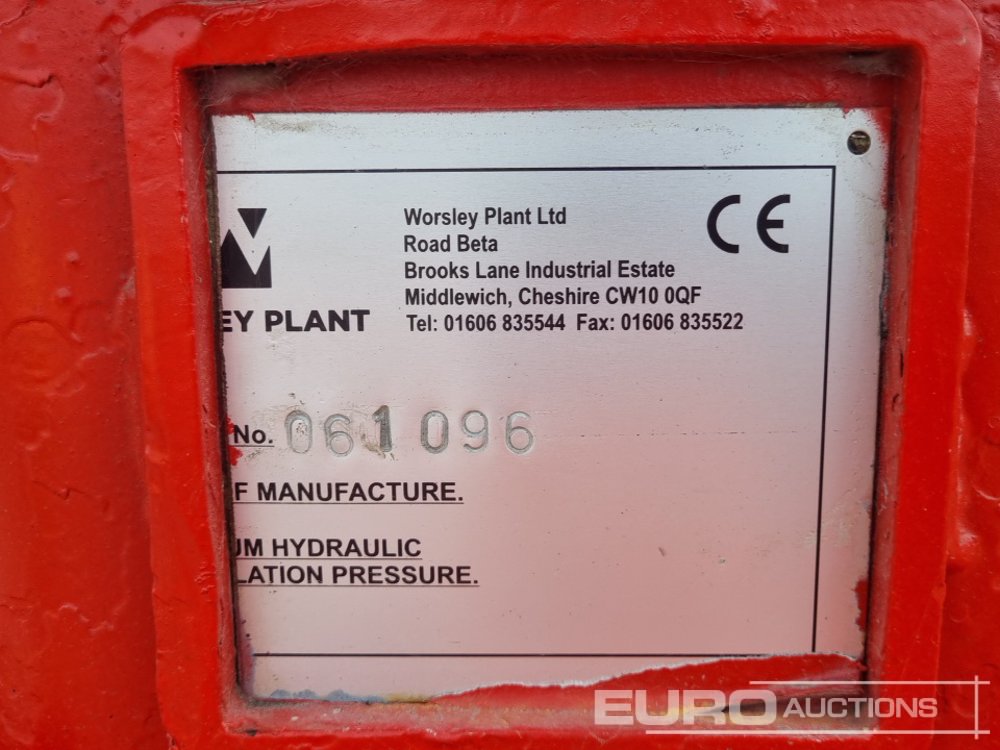 Worsley Plant Ltd
Road Beta
Brooks Lane Industrial Estate
Middlewich, Cheshire CW10 0QF
Tel: 01606 835544 Fax: 01606 835522
CE
EY PLANT
No. 061096
F MANUFACTURE.
UM HYDRAULIC
LATION PRESSURE.
EURO AUCTIONS